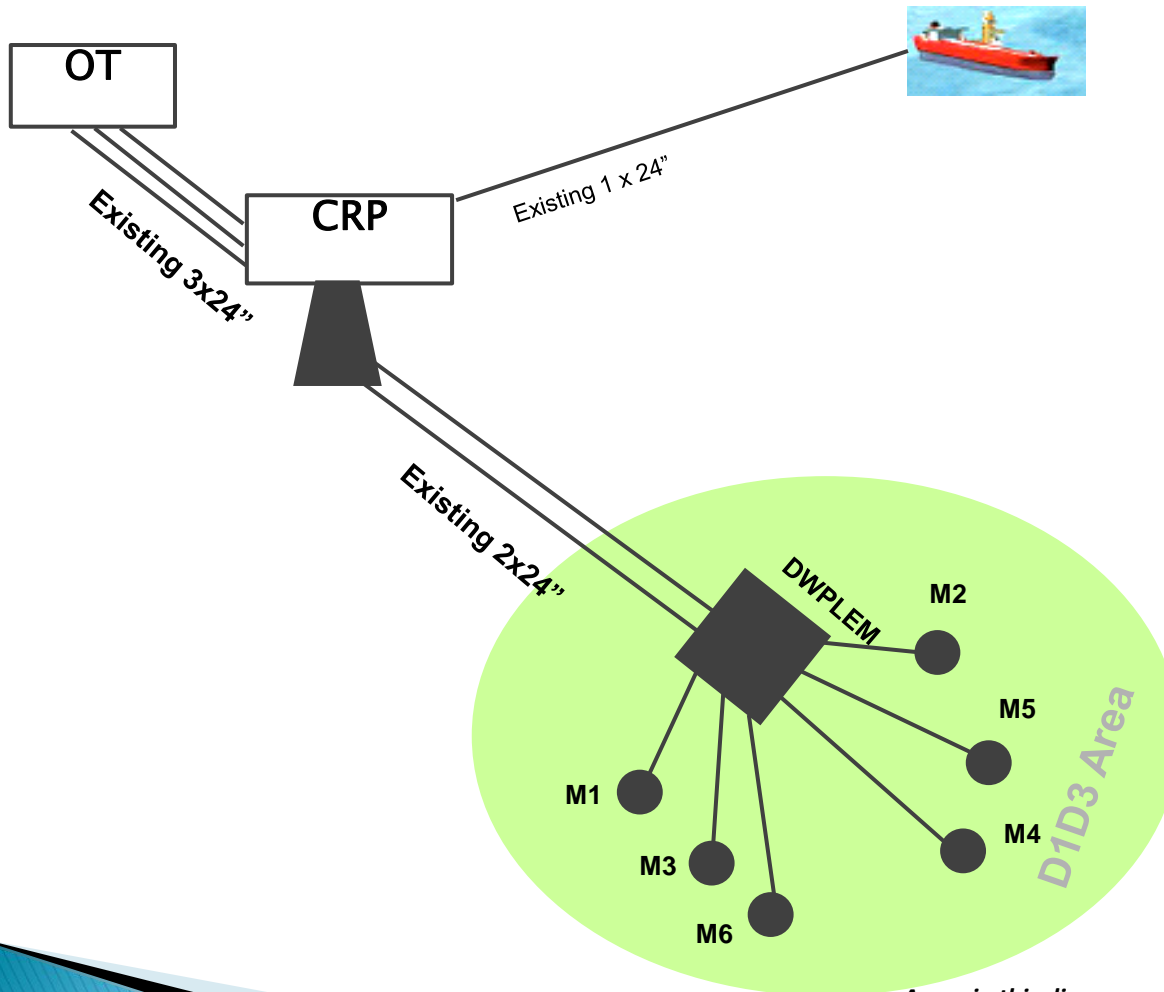 OT
CRP
Existing 1 x 24”
Existing 3x24”
Existing 2x24”
DWPLEM
M2
M5
M1
M4
M3
M6
D1D3 Area